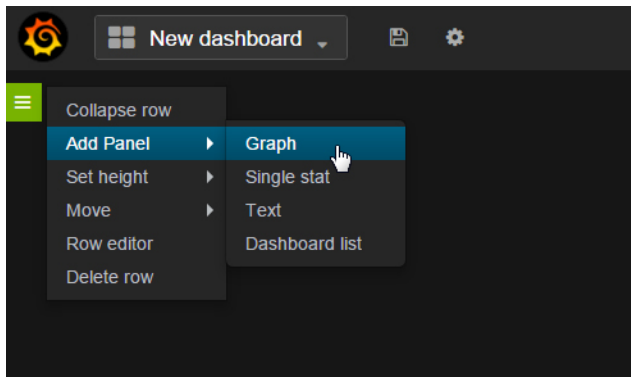 New dashboard
Collapse row
Add Panel
Graph
Set height
Single stat
Move
Text
Row editor
Dashboard list
Delete row